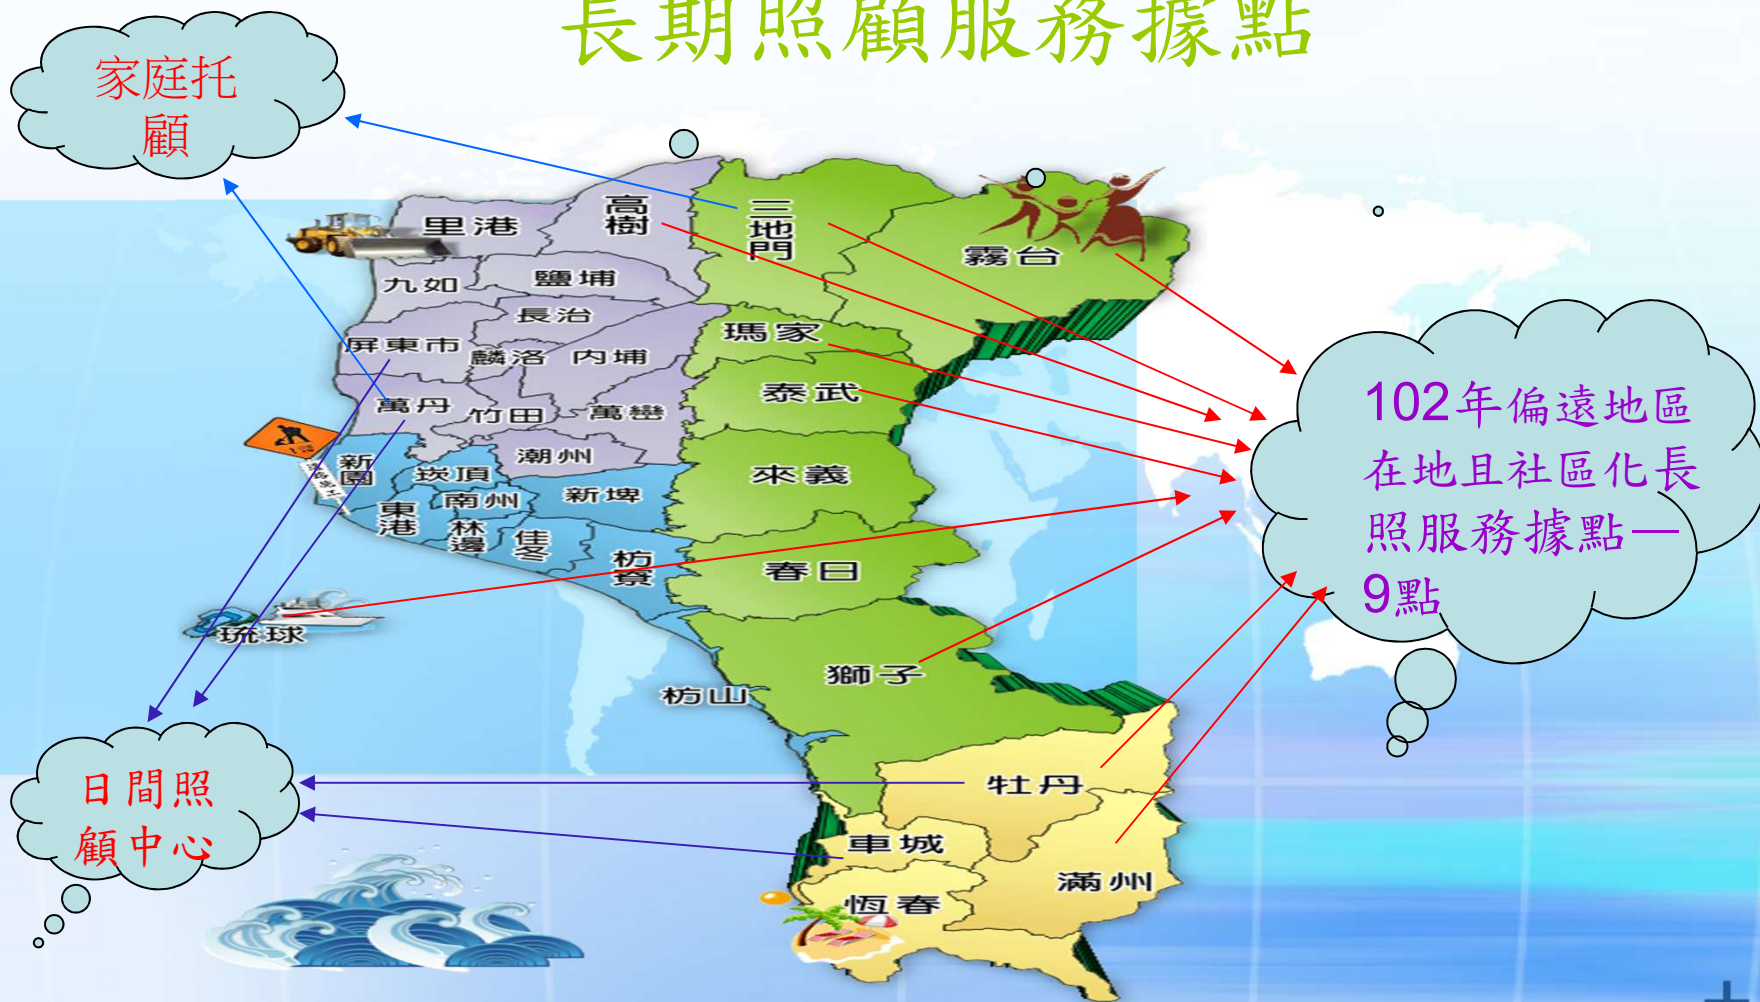 長期照顧服務據點
家庭托
顧
里港
高樹
三地門
霧台
九如
鹽埔
長治
屏東市
麟洛
內埔
瑪家
萬丹
竹田
萬巒
泰武
潮州
新園
崁頂
南州
新埤
來義
東港
林邊
佳冬
枋寮
春日
琉球
獅子
枋山
102年偏遠地區
在地且社區化長
照服務據點—
9點
日間照
顧中心
牡丹
車城
滿州
恆春